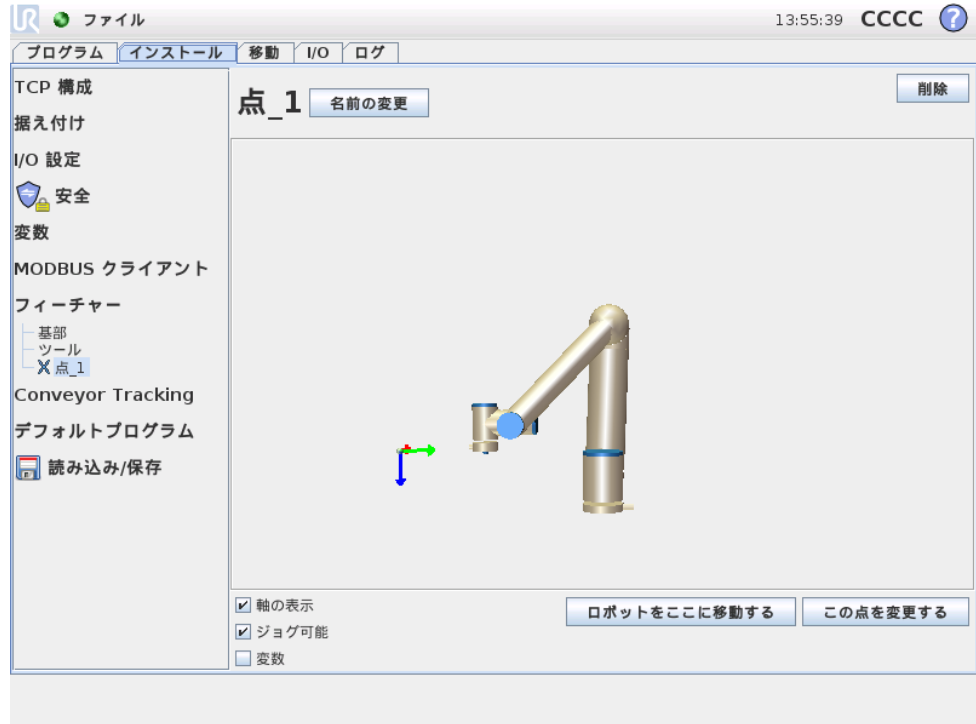 UR ファイル 13:55:39 CCCC ?
プログラム インストール 移動 I/O ログ
TCP 構成
据え付け
I/O 設定
安全
変数
MODBUS クライアント
フィーチャー
基部
ツール
点_1
Conveyor Tracking
デフォルトプログラム
読み込み/保存
点_1 名前の変更 削除
軸の表示
ジョグ可能
変数
ロボットをここに移動する この点を変更する